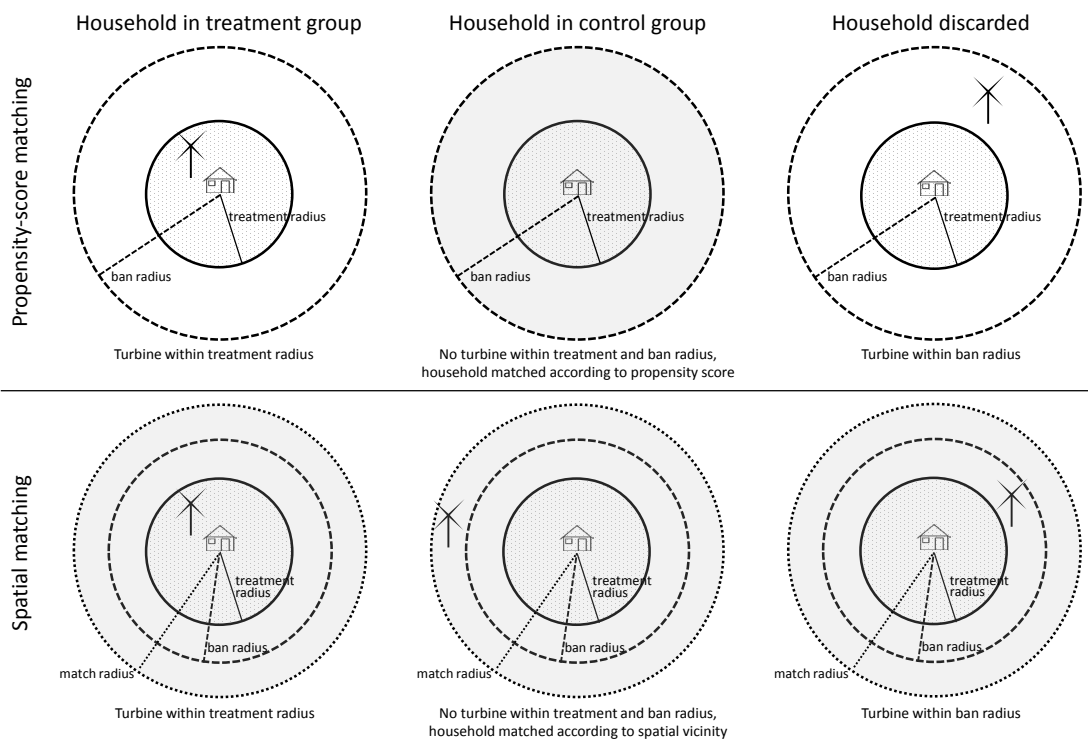 Household in treatment group
Household in control group
Household discarded
Propensity-score matching
treatment radius
ban radius
treatment radius
ban radius
treatment radius
ban radius
Turbine within treatment radius
No turbine within treatment and ban radius,
household matched according to propensity score
Turbine within ban radius
Spatial matching
treatment
radius
ban radius
match radius
treatment
radius
ban radius
match radius
treatment
radius
ban radius
match radius
Turbine within treatment radius
No turbine within treatment and ban radius,
household matched according to spatial vicinity
Turbine within ban radius